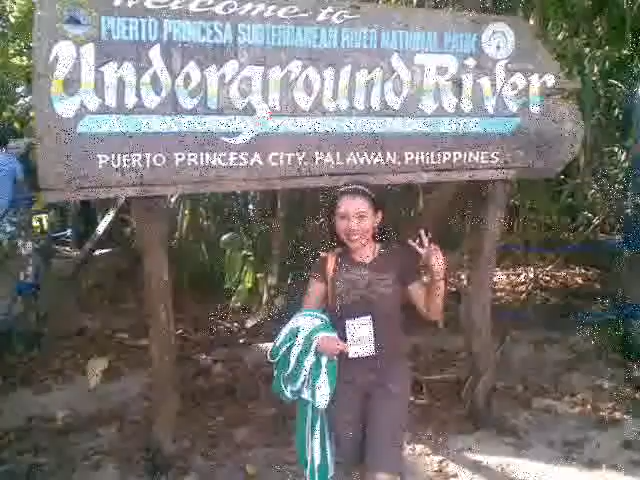 Welcome to
PUERTO PRINCESA SUBTERRANEAN RIVER NATIONAL PARK
Underground River
PUERTO PRINCESA CITY, PALAWAN, PHILIPPINES